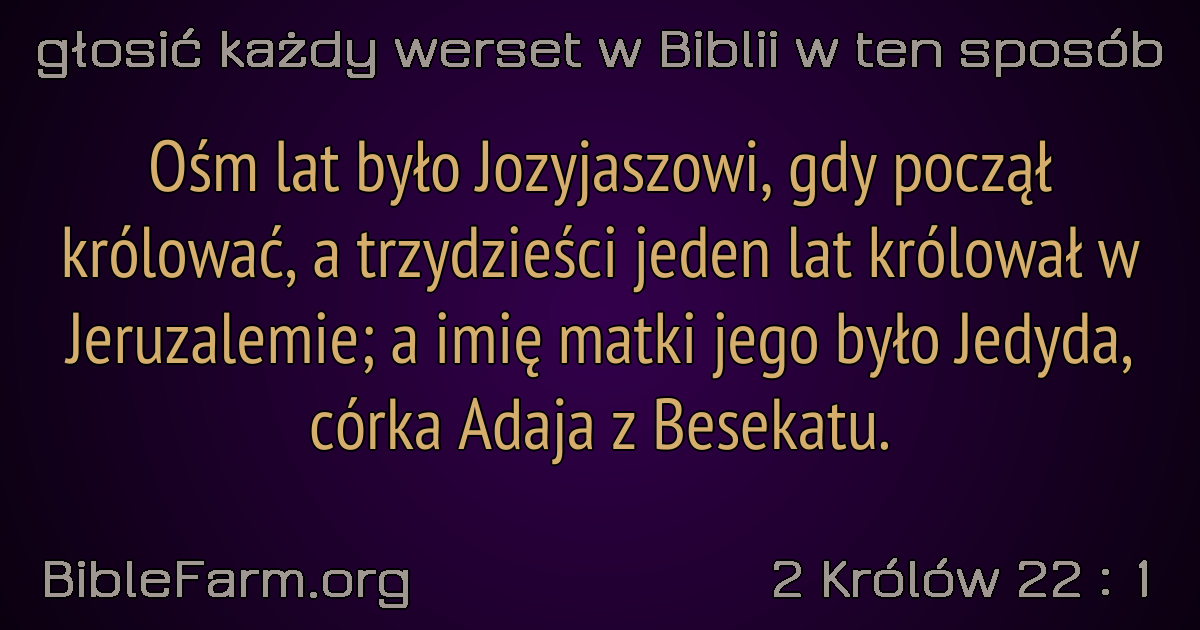 głosić każdy werset w Biblii w ten sposób
Ośm lat było Jozyjaszowi, gdy począł
królować, a trzydzieści jeden lat królował w
Jeruzalemie; a imię matki jego było Jedyda,
córka Adaja z Besekatu.
BibleFarm.org
2 Królów 22 : 1